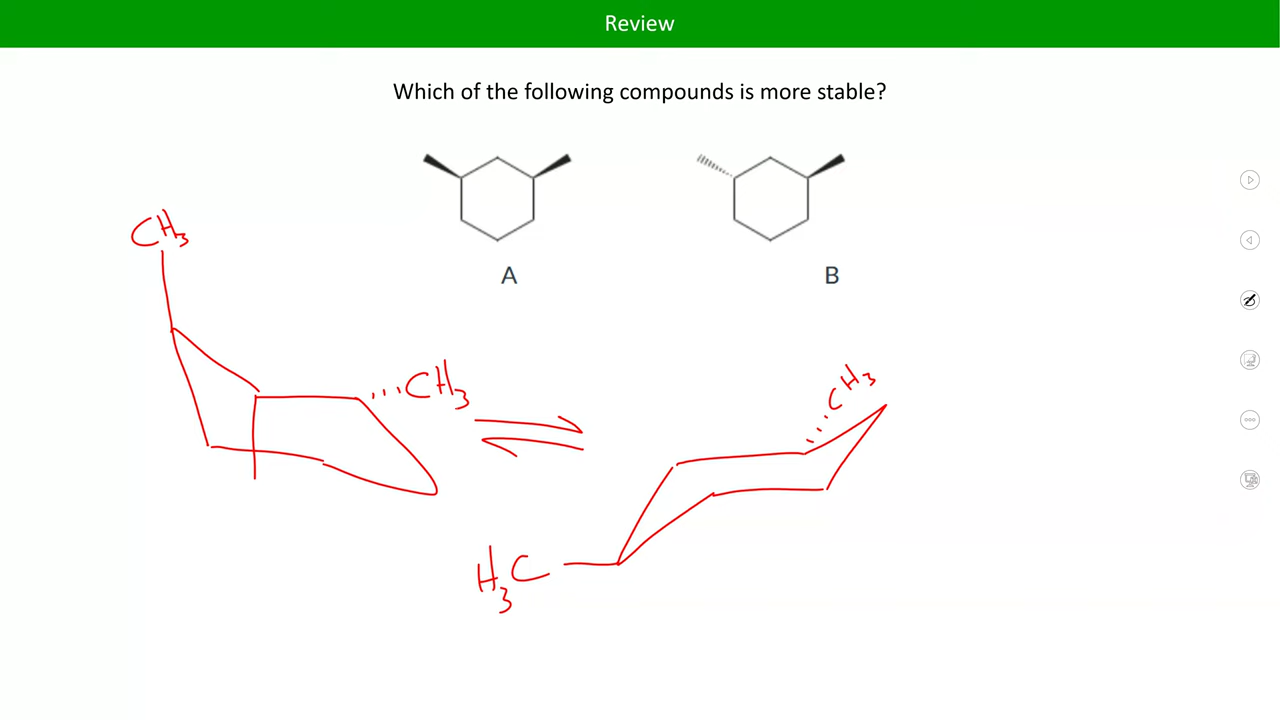 Review
Which of the following compounds is more stable?
A
B
CH3
CH3
CH3
H3C